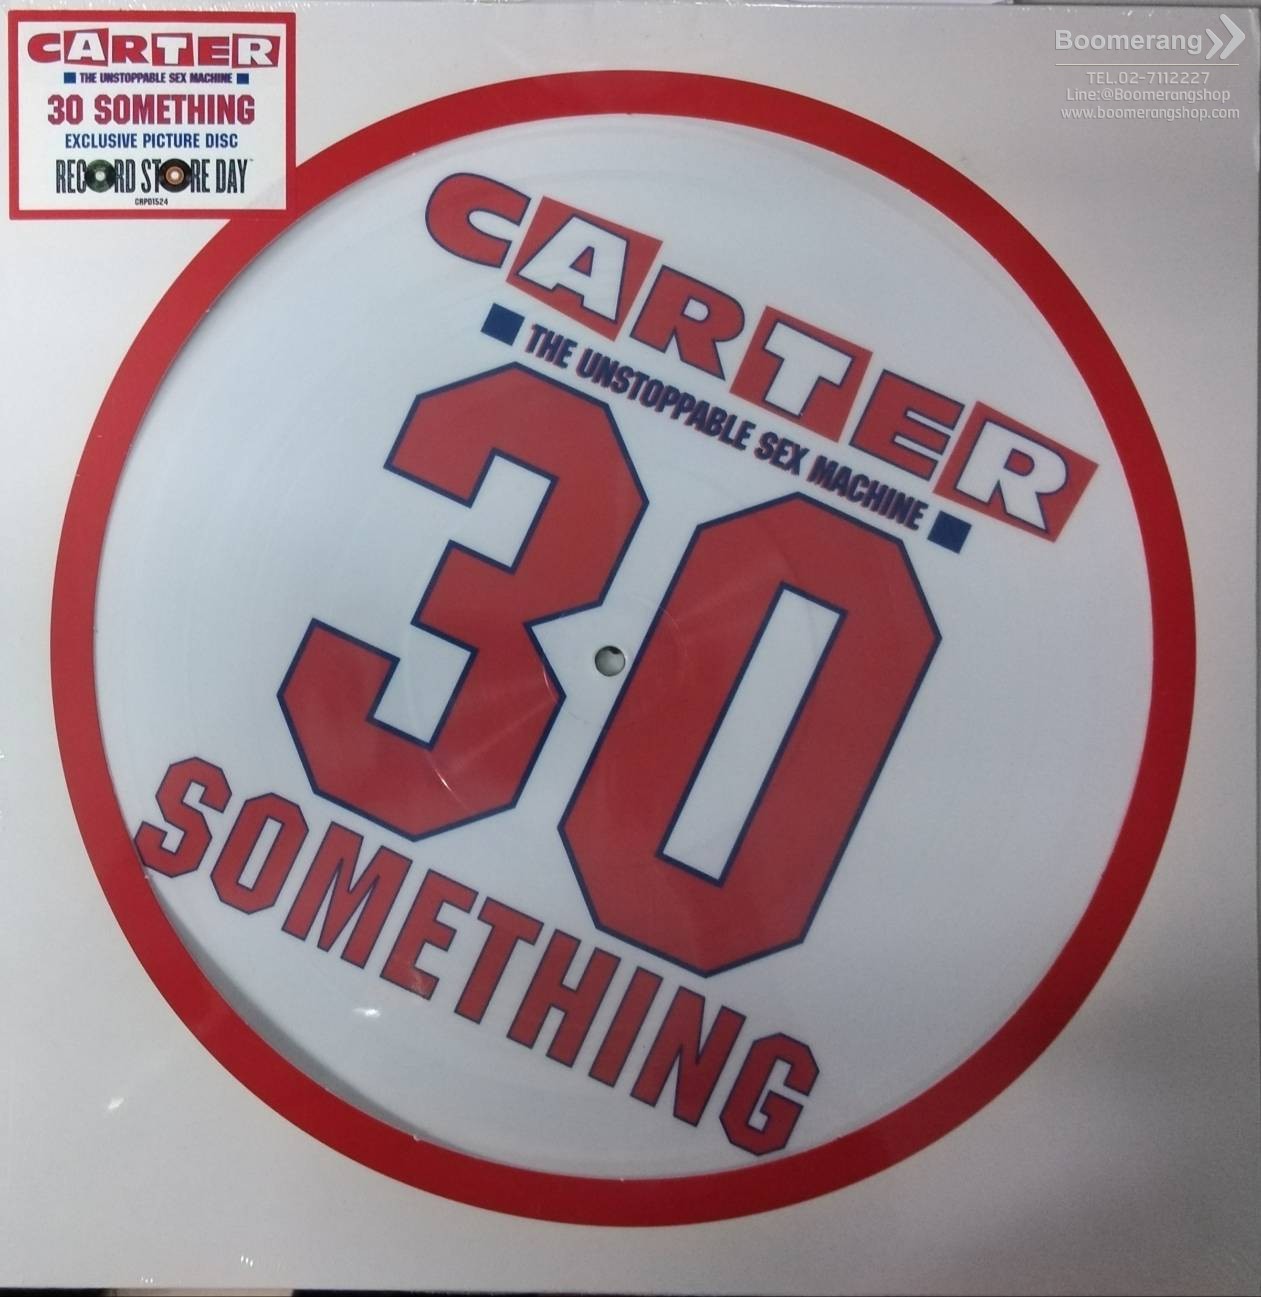 CARTER
THE UNSTOPPABLE SEX MACHINE
30 SOMETHING
EXCLUSIVE PICTURE DISC
RECORD STORE DAY™
CRPD1524
Boomerang
TEL.02-7112227
Line:@Boomerangshop
www.boomerangshop.com
CARTER
THE UNSTOPPABLE SEX MACHINE
30
SOMETHING